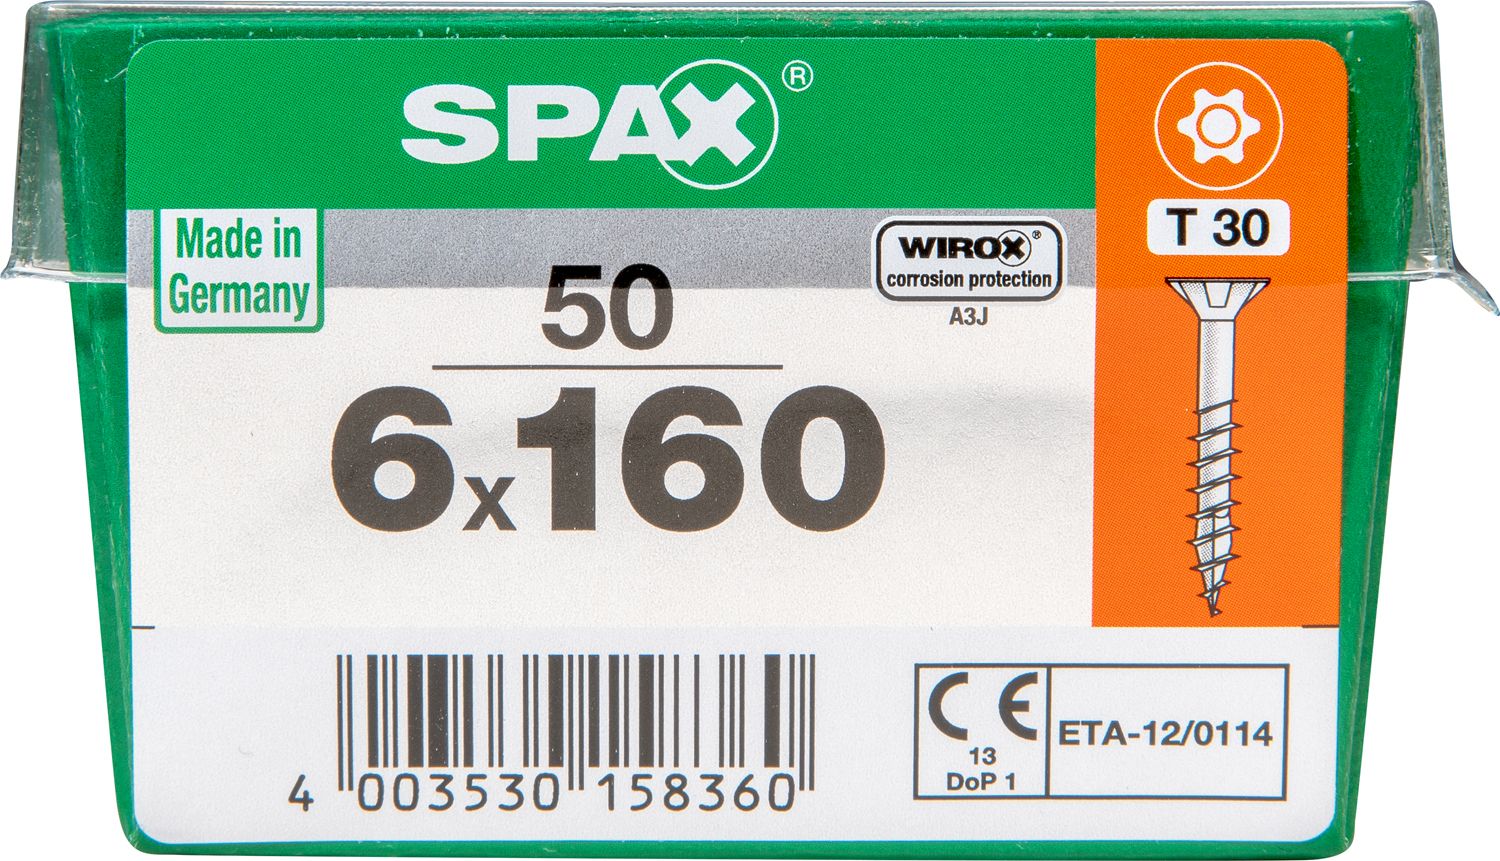 SPAX®
T 30
Made in
Germany
WIROX®
corrosion protection
A3J
50
6x160
4 003530 158360
CE
13
DoP 1
ETA-12/0114